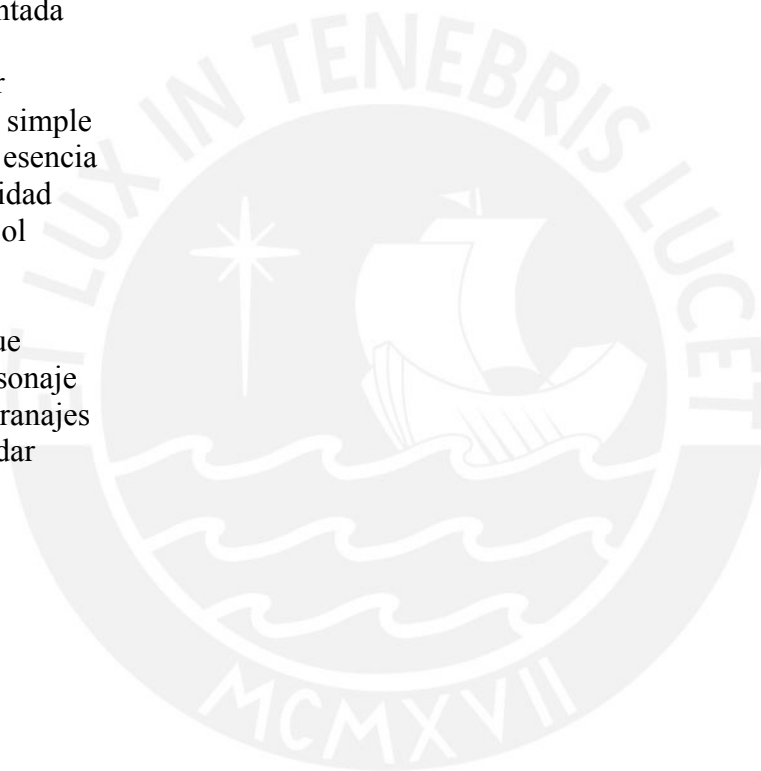 ntada
r
simple
esencia
idad
ol
ue
sonaje
ranajes
dar
ET LUX IN TENEBRIS LUCET
MCMXVII